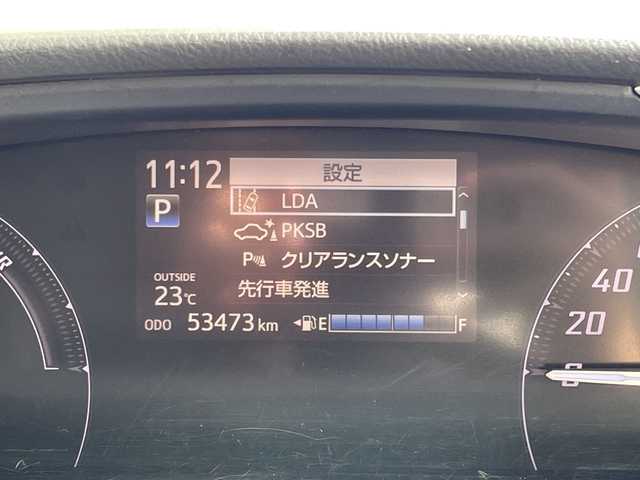 11:12
設定
LDA
P
PKSB
P クリアランスソナー
OUTSIDE
23℃
先行車発進
ODO 53473 km
E F
40
20
0